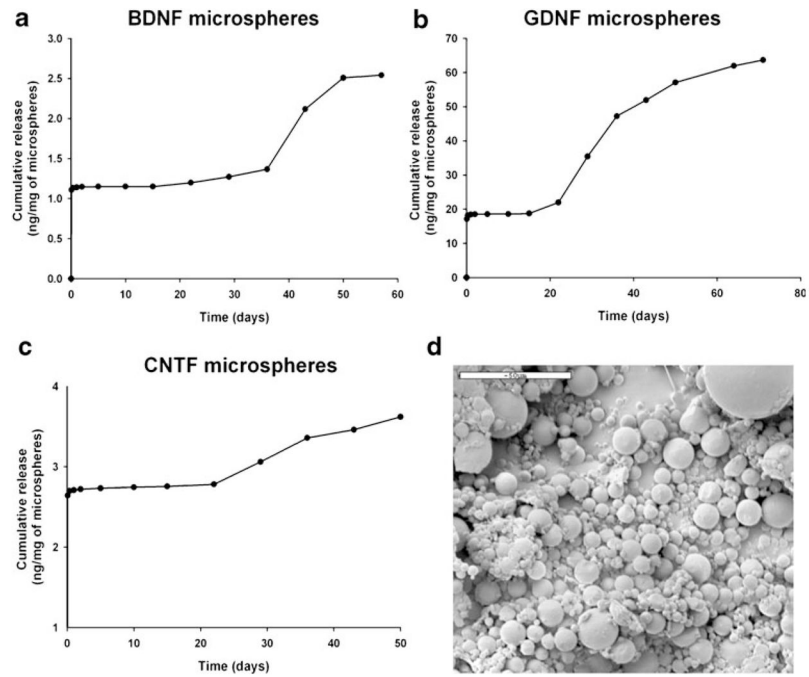 a
BDNF microspheres
3.0
2.5
2.0
1.5
1.0
0.5
0.0
Cumulative release
(ng/mg of microspheres)
0 10 20 30 40 50 60
Time (days)
b
GDNF microspheres
70
60
50
40
30
20
10
0
Cumulative release
(ng/mg of microspheres)
0 20 40 60 80
Time (days)
c
CNTF microspheres
4
3
2
1
Cumulative release
(ng/mg of microspheres)
0 10 20 30 40 50
Time (days)
d